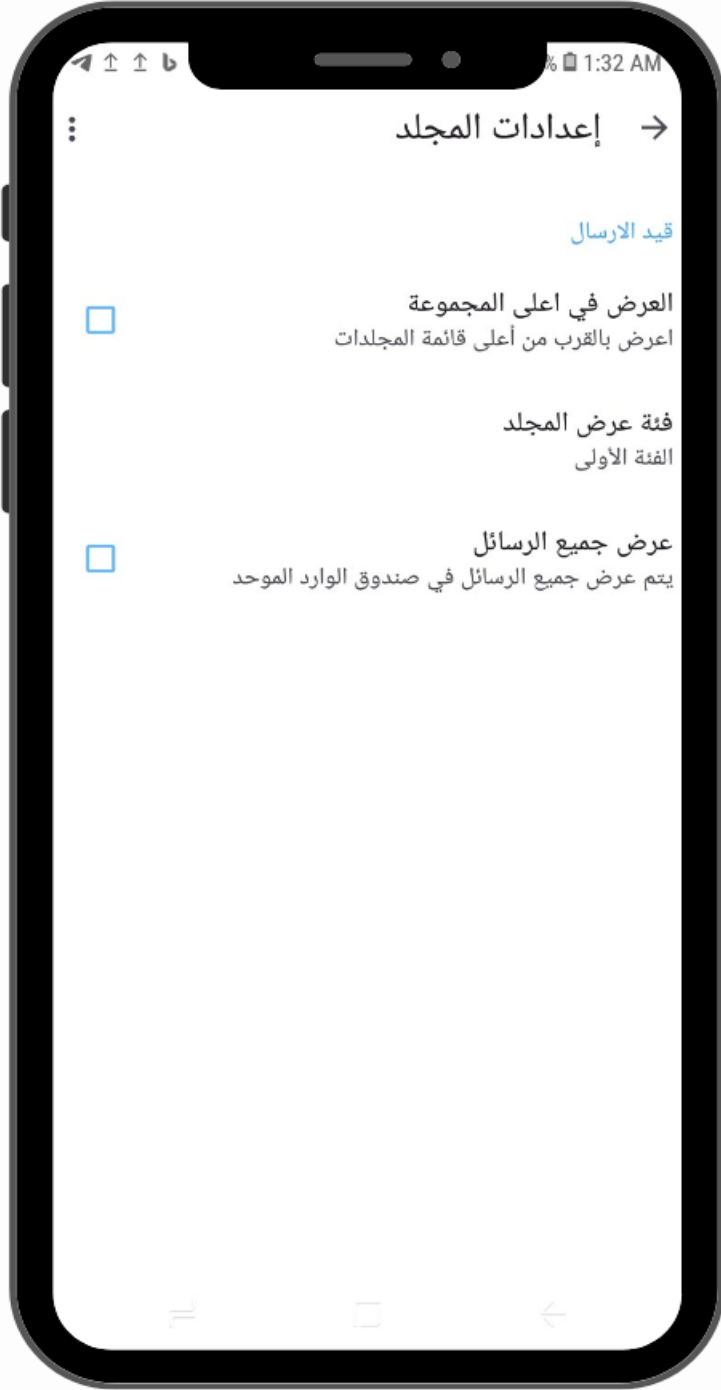 % 1:32 AM
إعدادات المجلد
قيد الارسال
العرض في اعلى المجموعة
اعرض بالقرب من أعلى قائمة المجلدات
فئة عرض المجلد
الفئة الأولى
عرض جميع الرسائل
يتم عرض جميع الرسائل في صندوق الوارد الموحد